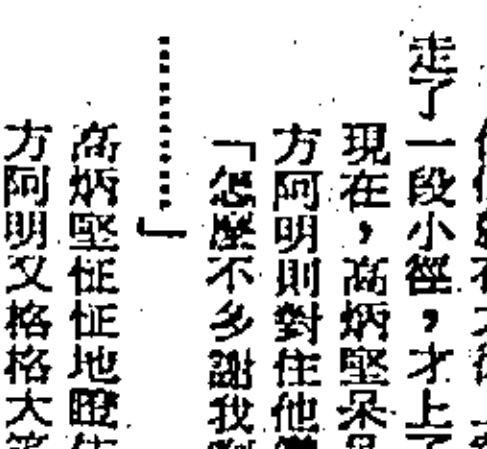 走了一段小徑，才上了
現在，高炳堅呆
方阿明則對住他
「怎麼不多謝我
………」
高炳堅怔怔地瞪
方阿明又格格大